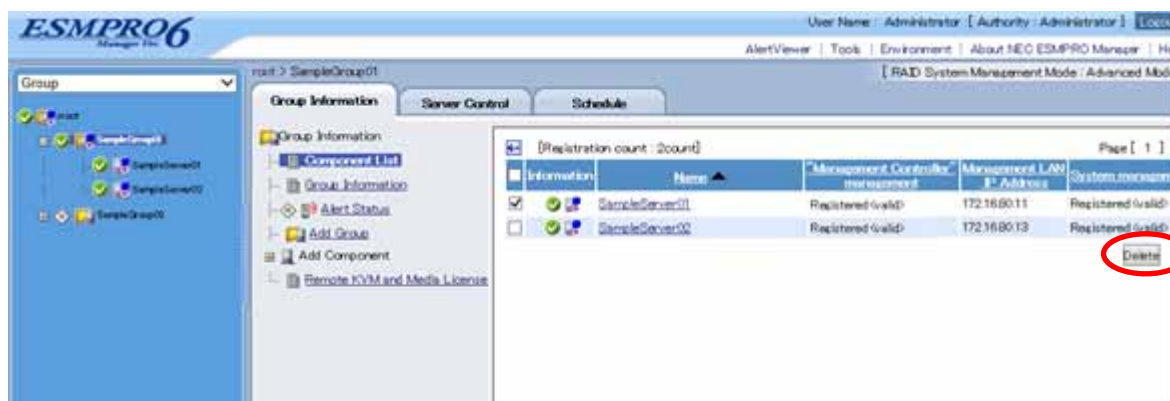 ESMPRO6
Manager
User Name : Administrator [ Authority : Administrator ]
AlertViewer | Tools | Environment | About NEC ESMPRO Manager |
Group
root > SampleGroup01
[ RAID System Management Mode : Advanced
Group Information
Server Control
Schedule
root
SampleGroup01
SampleServer01
SampleServer02
SampleGroup02
Group Information
Component List
Group Information
Alert Status
Add Group
Add Component
Remote KVM and Media License
[Registration count : 2count]
Page [ 1 ]
Information Name "Management Controller" management Management LAN IP Address System
SampleServer01 Registered (valid) 172.16.80.11 Registered (valid)
SampleServer02 Registered (valid) 172.16.80.13 Registered (valid)
Delete